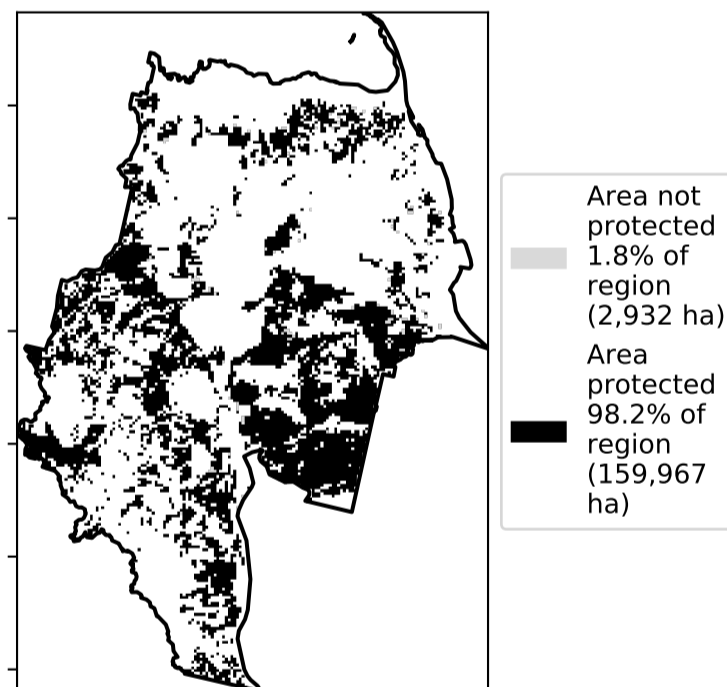 Area not
protected
1.8% of
region
(2,932 ha)
Area
protected
98.2% of
region
(159,967
ha)